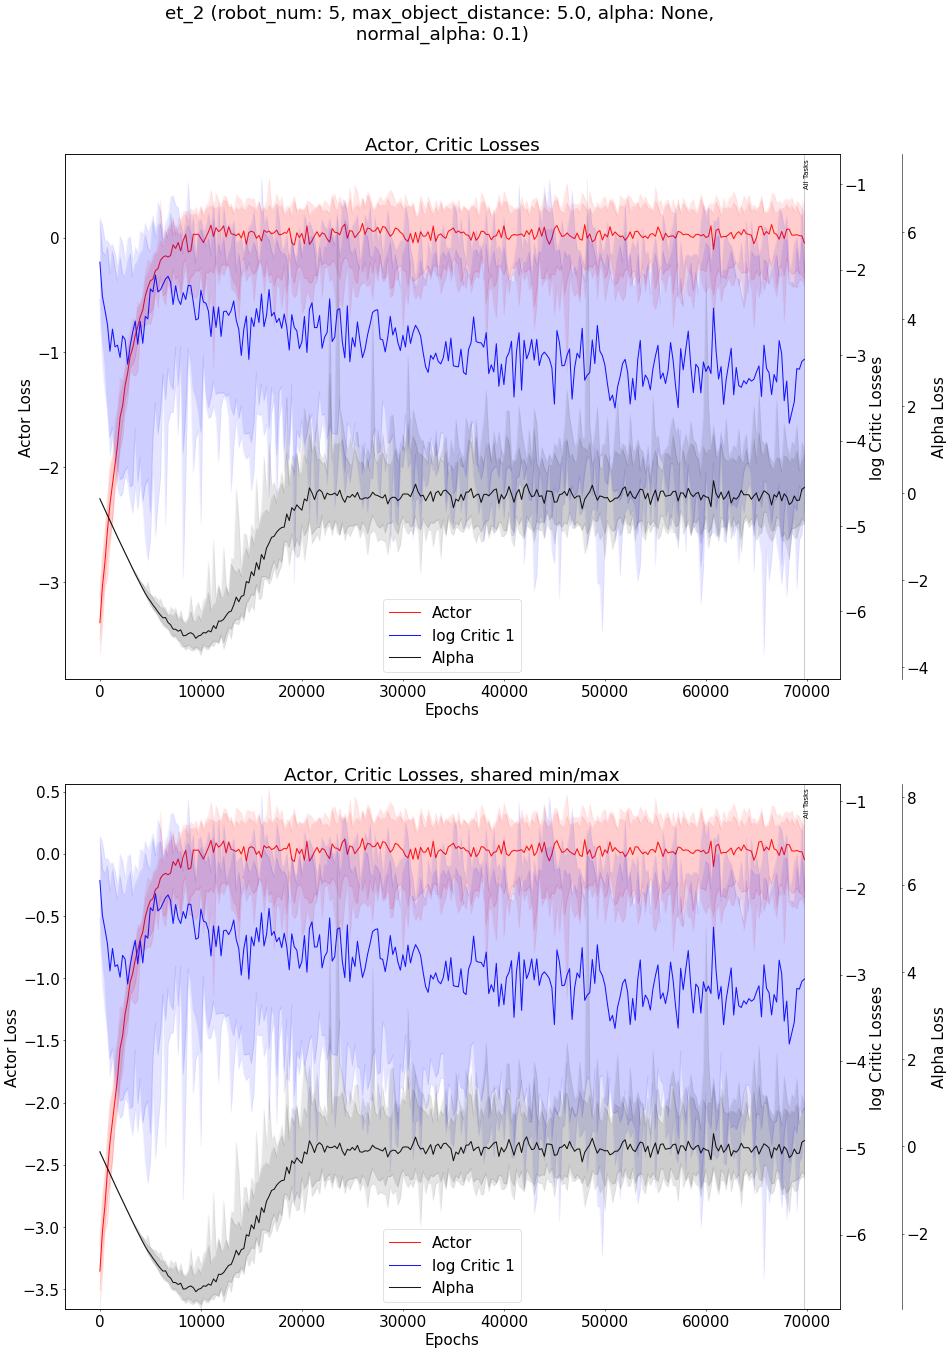 et_2 (robot_num: 5, max_object_distance: 5.0, alpha: None,
normal_alpha: 0.1)
Actor, Critic Losses
All Tasks
0
−1
−2
−3
Actor Loss
−1
−2
−3
−4
−5
−6
log Critic Losses
6
4
2
0
−2
−4
Alpha Loss
Actor
log Critic 1
Alpha
0 10000 20000 30000 40000 50000 60000 70000
Epochs
Actor, Critic Losses, shared min/max
All Tasks
0.5
0.0
−0.5
−1.0
−1.5
−2.0
−2.5
−3.0
−3.5
Actor Loss
−1
−2
−3
−4
−5
−6
log Critic Losses
8
6
4
2
0
−2
Alpha Loss
Actor
log Critic 1
Alpha
0 10000 20000 30000 40000 50000 60000 70000
Epochs